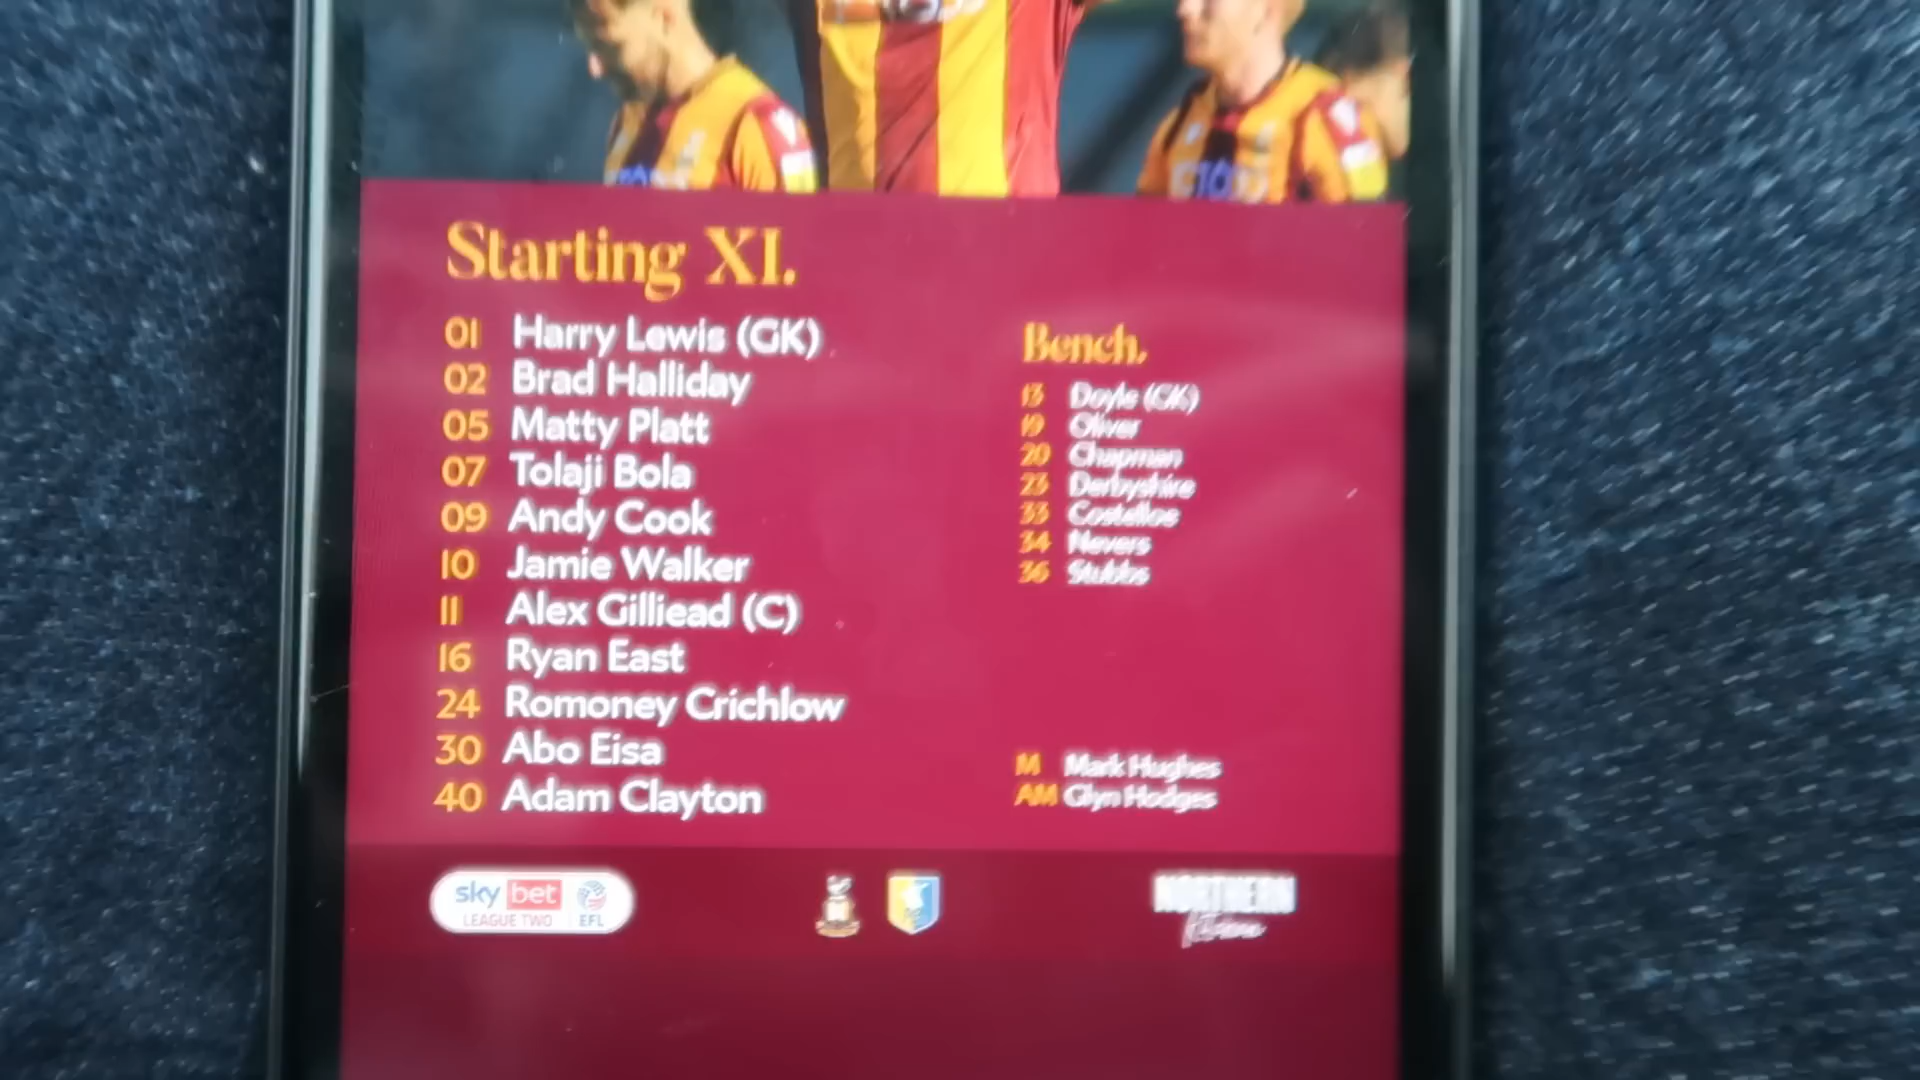 Starting XI.
01 Harry Lewis (GK)
02 Brad Halliday
05 Matty Platt
07 Tolaji Bola
09 Andy Cook
10 Jamie Walker
11 Alex Gilliead (C)
16 Ryan East
24 Romoney Crichlow
30 Abo Eisa
40 Adam Clayton
Bench.
13 Doyle (GK)
19 Oliver
20 Chapman
23 Derbyshire
33 Costelloe
34 Nevers
36 Stubbs
M Mark Hughes
AM Glyn Hodges
sky bet
LEAGUE TWO EFL
NORTHERN